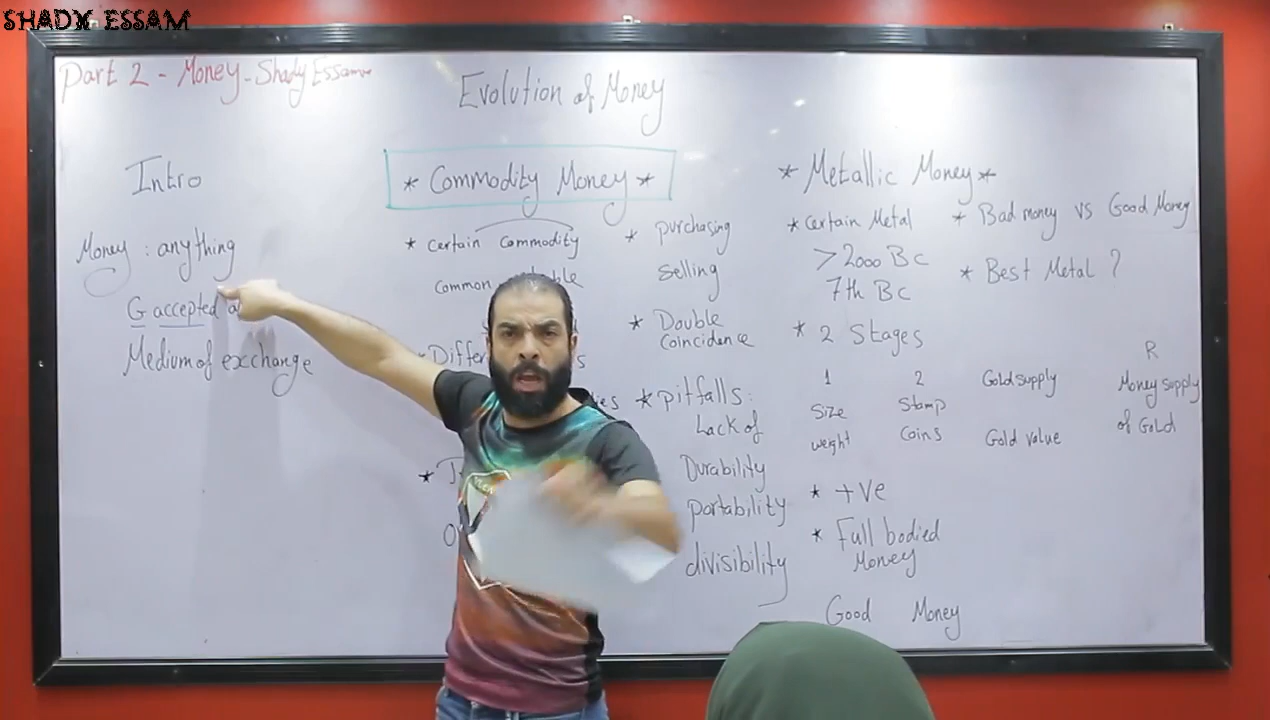 SHADY ESSAM
Part 2 - Money - Shady Essam
Evolution of Money
Intro
Money : anything
G accepted a
Medium of exchange
* Commodity Money *
* Certain Commodity
Common
* Differ
*
* purchasing
selling
* Double
Coincidence
* pitfalls :
Lack of
Durability
portability
divisibility
* Metallic Money *
* Certain Metal
> 2000 BC
7th BC
* 2 Stages
1
Size
weight
2
Stamp
Coins
* +ve
* Full bodied
Money
Good Money
* Bad money vs Good Money
* Best Metal ?
Gold supply
Gold value
R
Money supply
of Gold